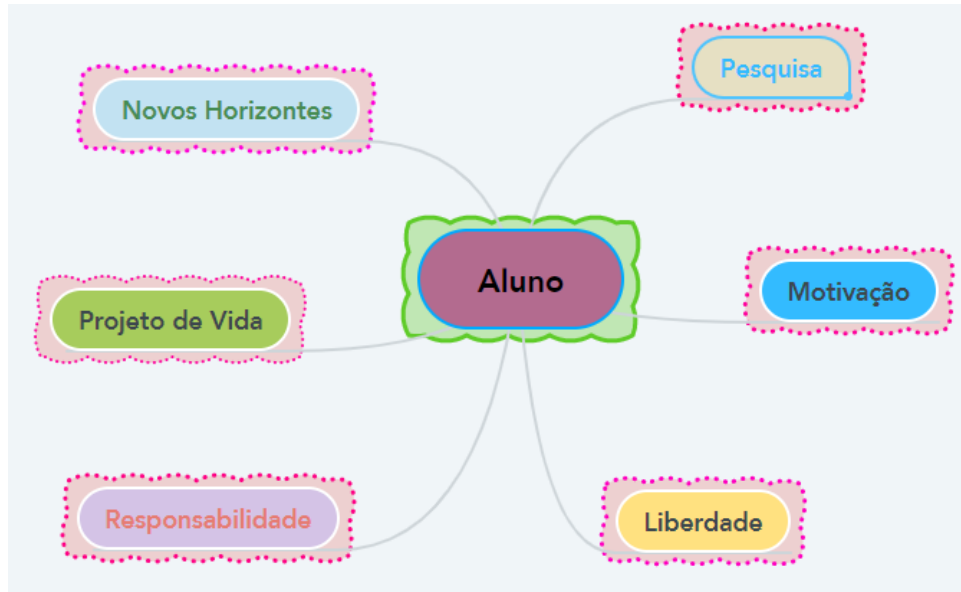 Novos Horizontes
Pesquisa
Aluno
Motivação
Projeto de Vida
Responsabilidade
Liberdade